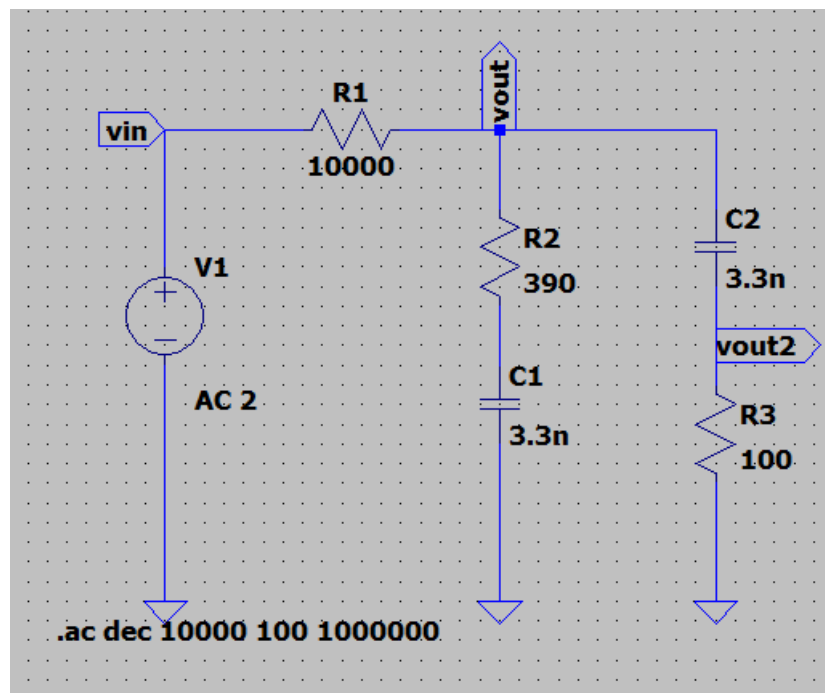 vout
R1
vin
10000
C2
R2
V1
3.3n
390
vout2
C1
AC 2
R3
3.3n
100
.ac dec 10000 100 1000000